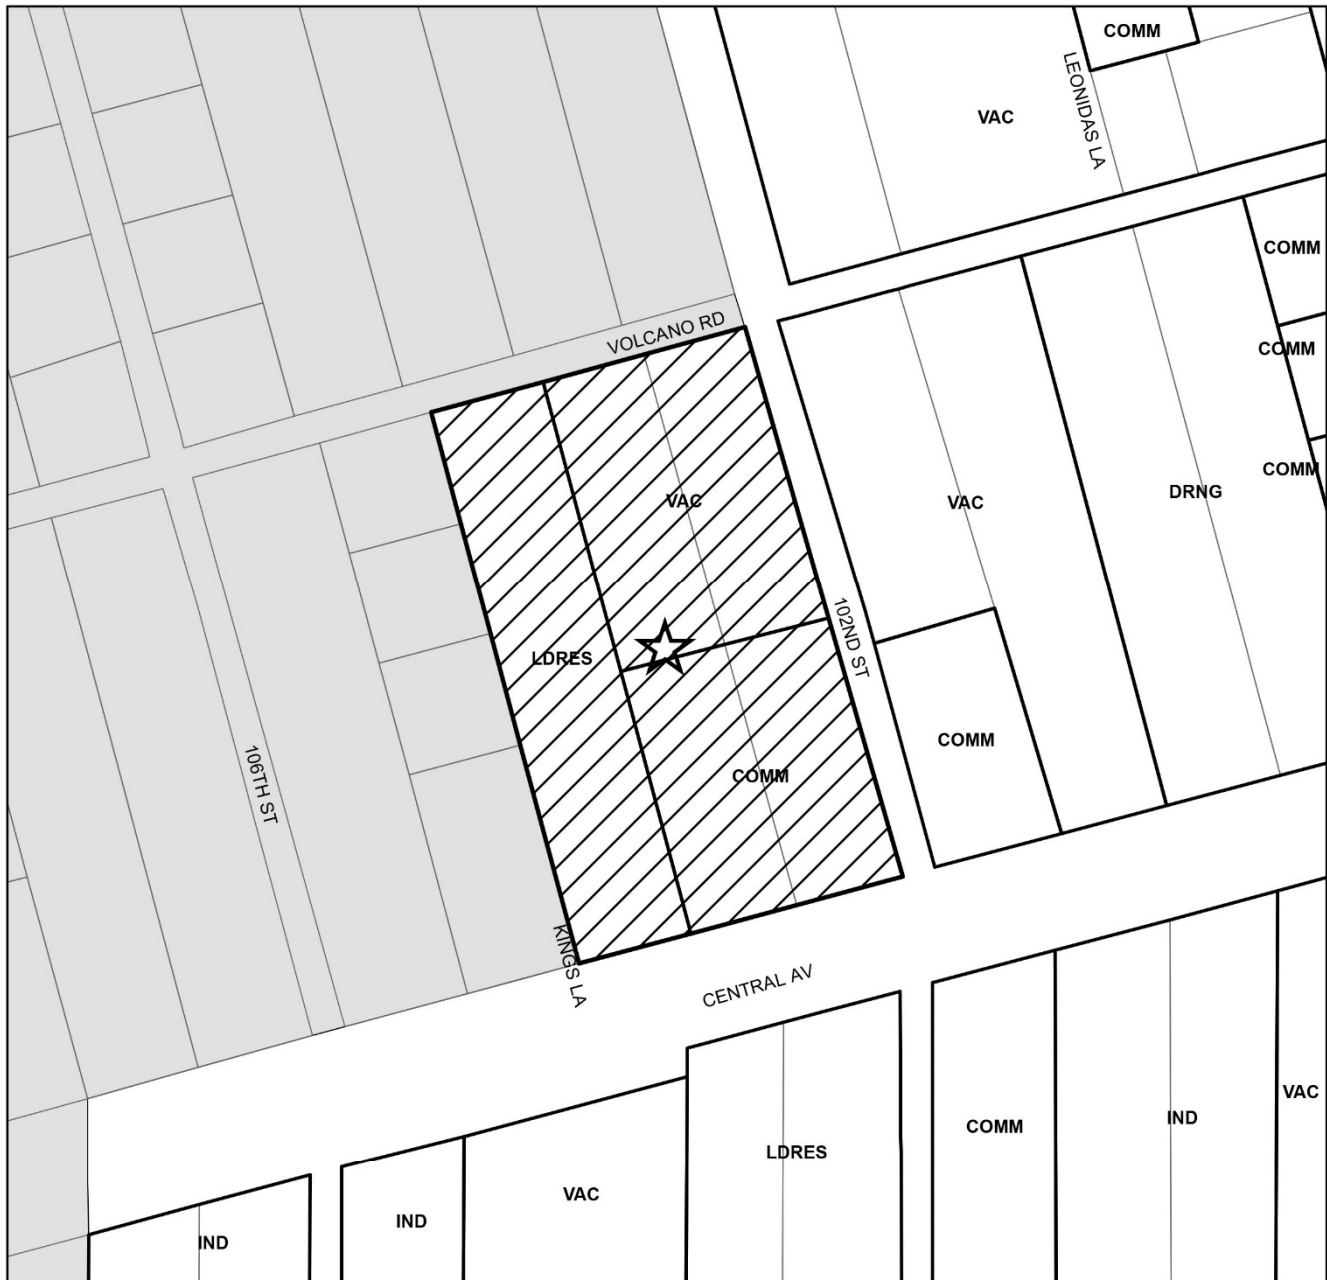 COMM
LEONIDAS LA
VAC
COMM
VOLCANO RD
COMM
COMM
VAC
VAC
DRNG
102ND ST
LDRES
COMM
106TH ST
COMM
KINGS LA
CENTRAL AV
VAC
COMM
IND
LDRES
VAC
IND
IND